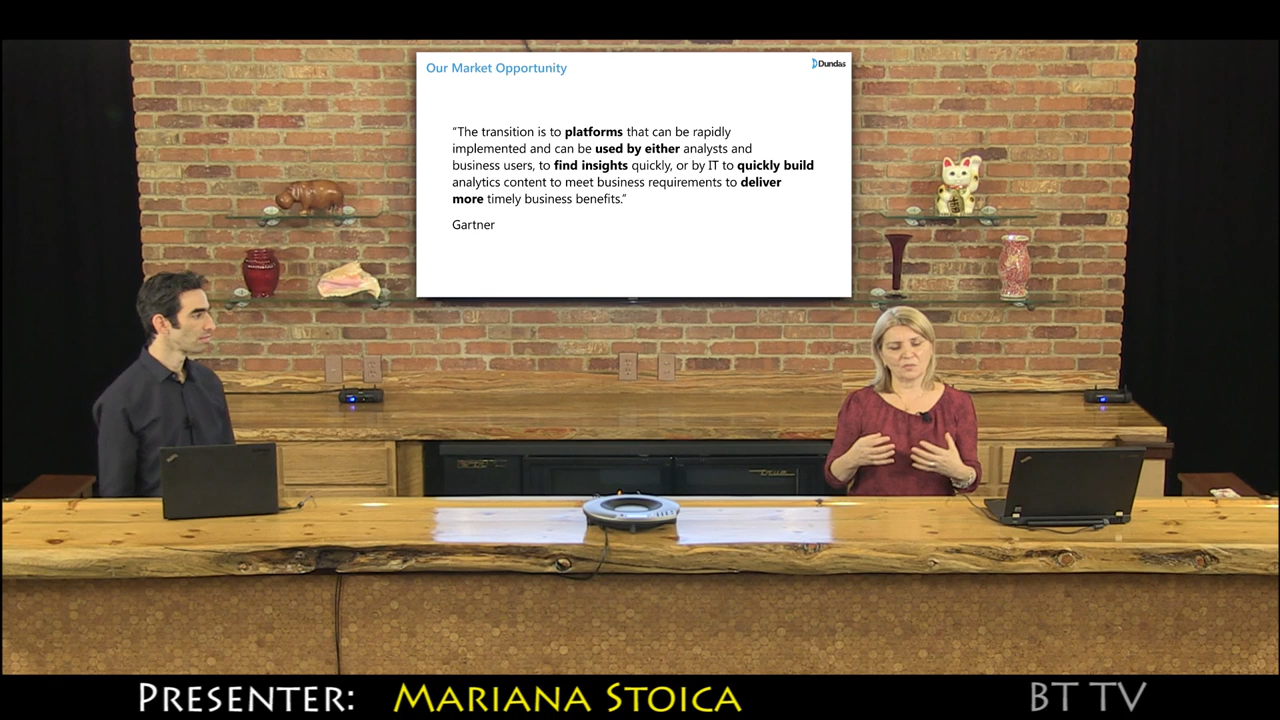 Our Market Opportunity
Dundas
“The transition is to platforms that can be rapidly
implemented and can be used by either analysts and
business users, to find insights quickly, or by IT to quickly build
analytics content to meet business requirements to deliver
more timely business benefits.”
Gartner
PRESENTER: MARIANA STOICA
BT TV